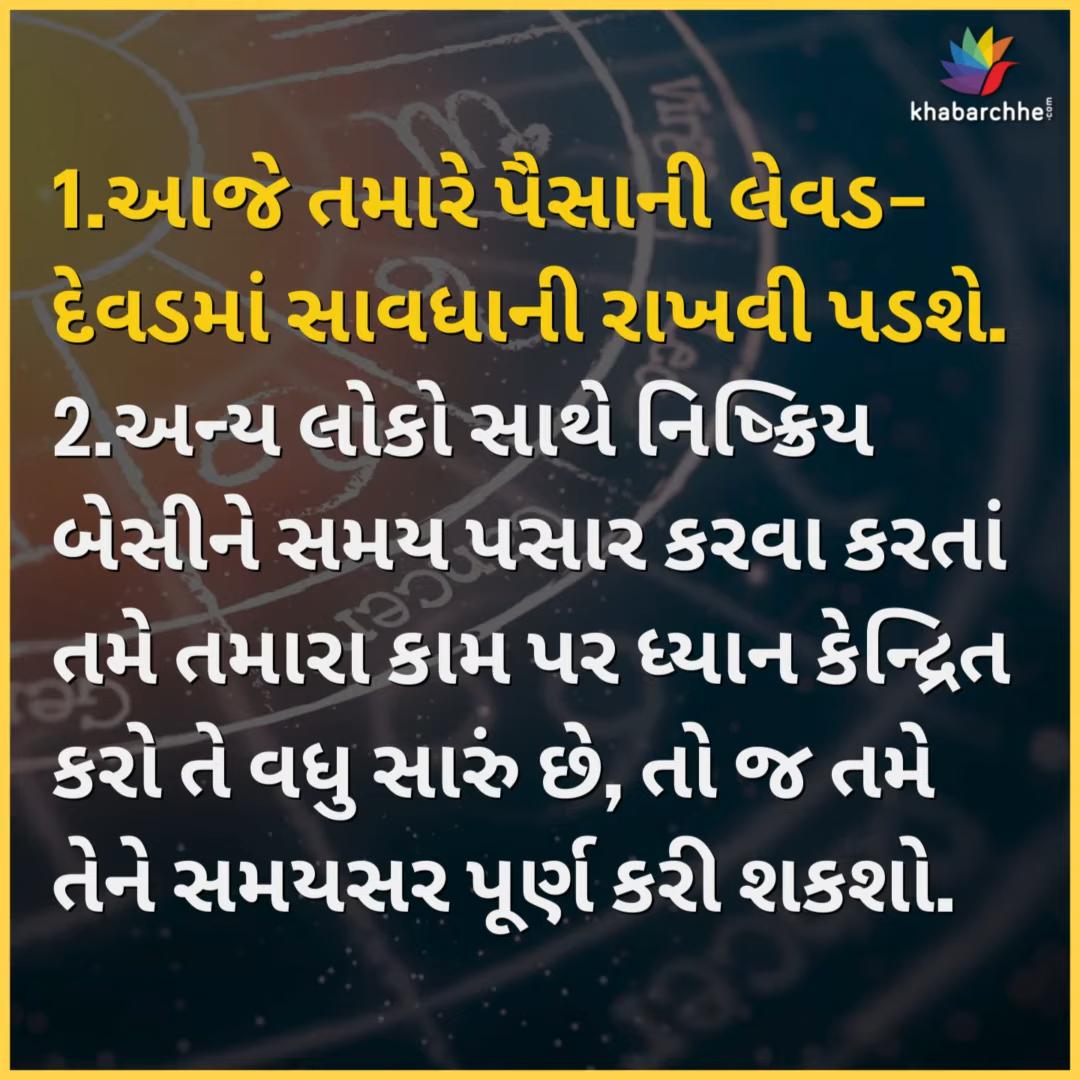 khabarchhe.com
1.આજે તમારે પૈસાની લેવડ-
દેવડમાં સાવધાની રાખવી પડશે.
2.અન્ય લોકો સાથે નિષ્ક્રિય
બેસીને સમય પસાર કરવા કરતાં
તમે તમારા કામ પર ધ્યાન કેન્દ્રિત
કરો તે વધુ સારું છે, તો જ તમે
તેને સમયસર પૂર્ણ કરી શકશો.